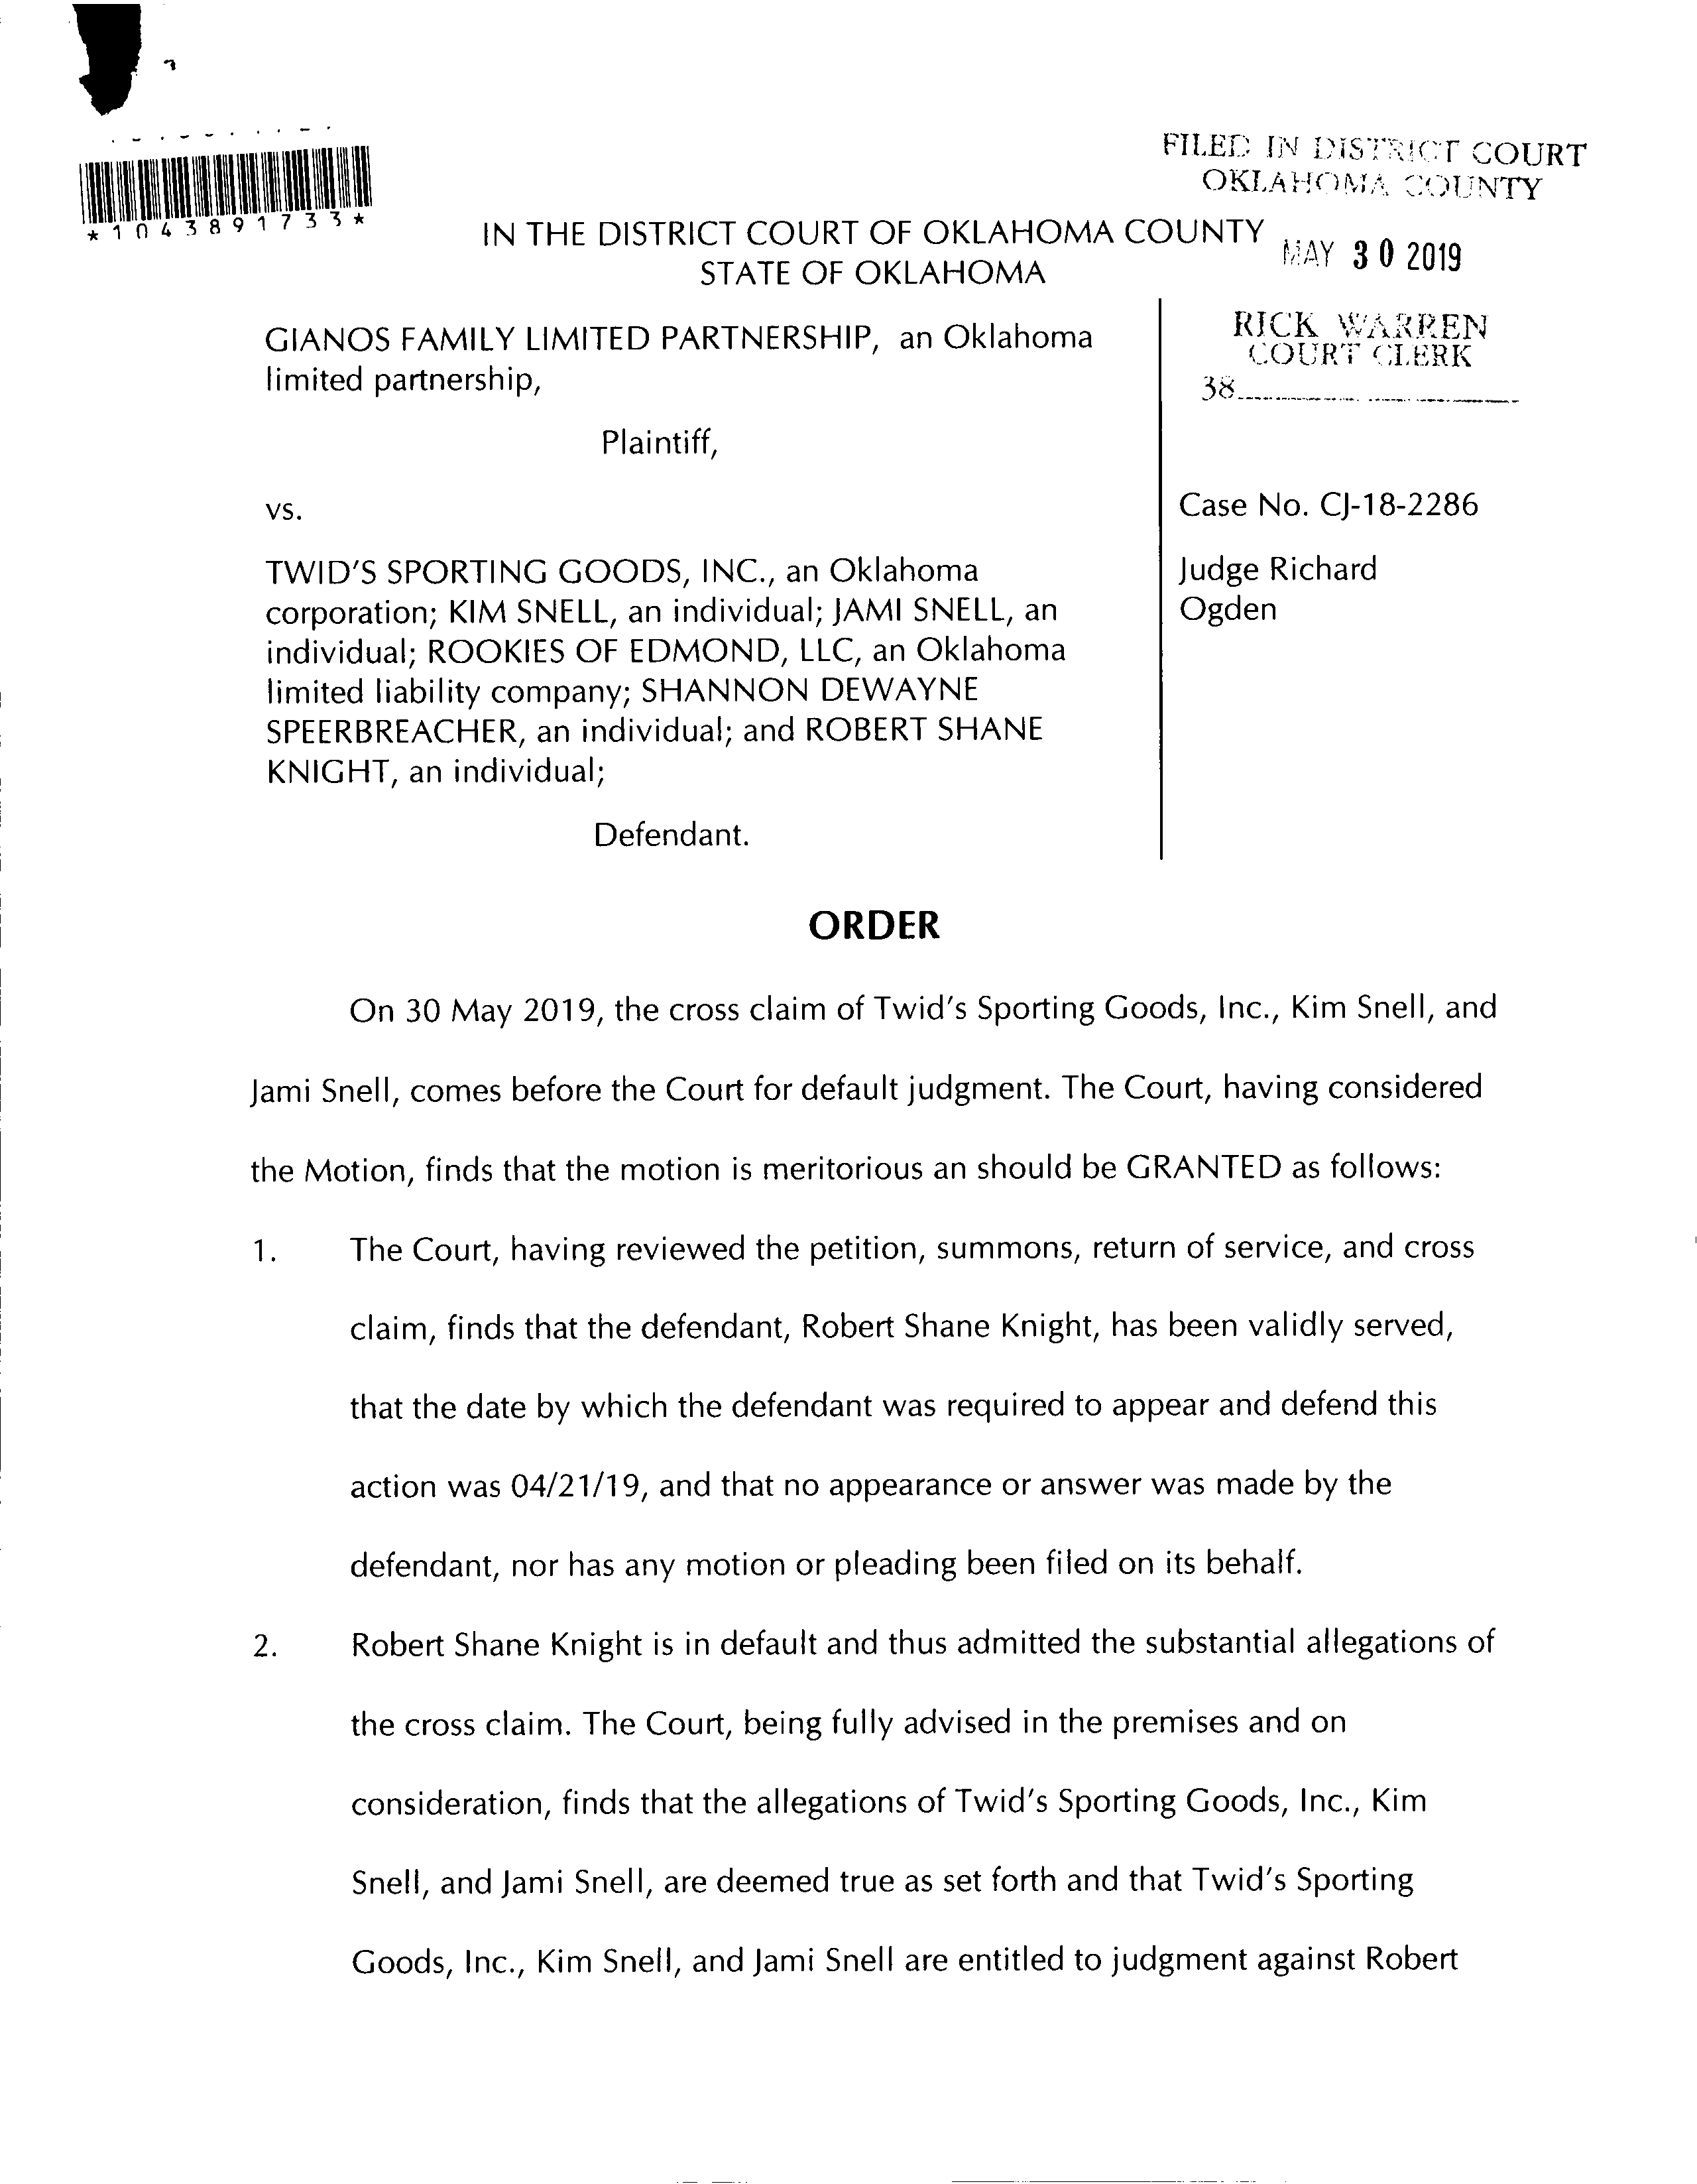 FILED IN DISTRICT COURT
OKLAHOMA COUNTY
*1043891733*
IN THE DISTRICT COURT OF OKLAHOMA COUNTY
MAY 30 2019
STATE OF OKLAHOMA
GIANOS FAMILY LIMITED PARTNERSHIP, an Oklahoma
limited partnership,
RICK WARREN
COURT CLERK
38
Plaintiff,
vs.
Case No. CJ-18-2286
TWID'S SPORTING GOODS, INC., an Oklahoma
corporation; KIM SNELL, an individual; JAMI SNELL, an
individual; ROOKIES OF EDMOND, LLC, an Oklahoma
limited liability company; SHANNON DEWAYNE
SPEERBREACHER, an individual; and ROBERT SHANE
KNIGHT, an individual;
Judge Richard
Ogden
Defendant.
ORDER
On 30 May 2019, the cross claim of Twid's Sporting Goods, Inc., Kim Snell, and
Jami Snell, comes before the Court for default judgment. The Court, having considered
the Motion, finds that the motion is meritorious an should be GRANTED as follows:
1. The Court, having reviewed the petition, summons, return of service, and cross
claim, finds that the defendant, Robert Shane Knight, has been validly served,
that the date by which the defendant was required to appear and defend this
action was 04/21/19, and that no appearance or answer was made by the
defendant, nor has any motion or pleading been filed on its behalf.
2. Robert Shane Knight is in default and thus admitted the substantial allegations of
the cross claim. The Court, being fully advised in the premises and on
consideration, finds that the allegations of Twid's Sporting Goods, Inc., Kim
Snell, and Jami Snell, are deemed true as set forth and that Twid's Sporting
Goods, Inc., Kim Snell, and Jami Snell are entitled to judgment against Robert